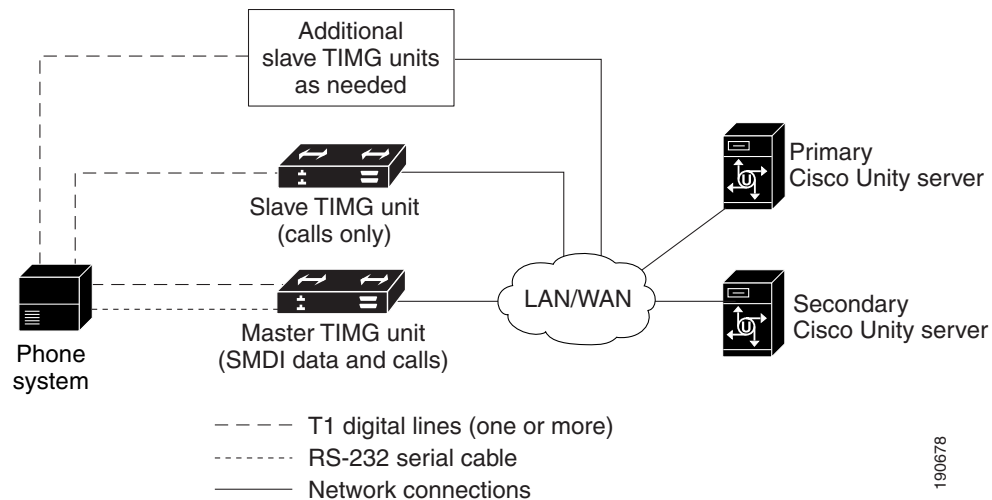 Additional
slave TIMG units
as needed
Primary
Cisco Unity server
Slave TIMG unit
(calls only)
LAN/WAN
Secondary
Cisco Unity server
Master TIMG unit
(SMDI data and calls)
Phone
system
T1 digital lines (one or more)
RS-232 serial cable
Network connections
190678
U
U